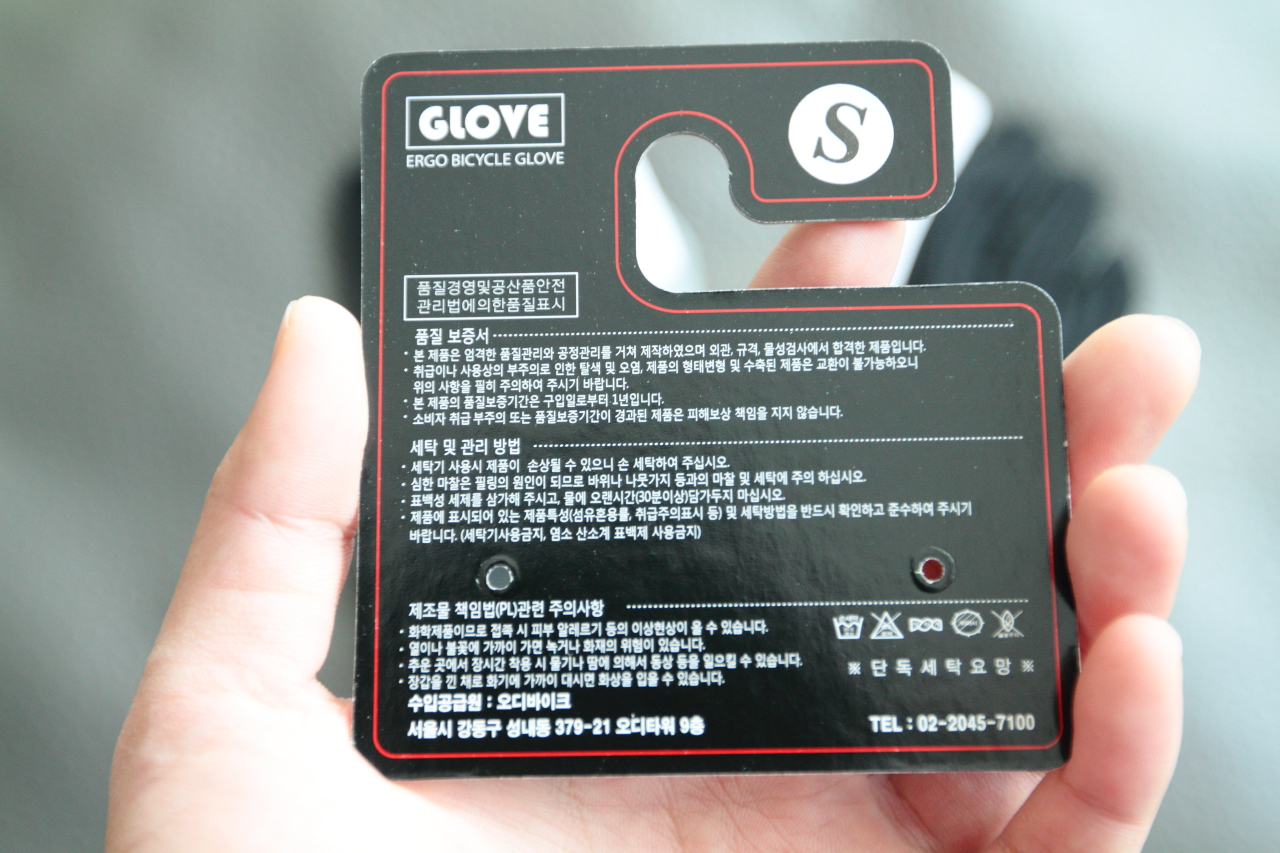 GLOVE
ERGO BICYCLE GLOVE
S
품질경영및공산품안전
관리법에의한품질표시
품질 보증서
· 본 제품은 엄격한 품질관리와 공정관리를 거쳐 제작하였으며 외관, 규격, 물성검사에서 합격한 제품입니다.
· 취급이나 사용상의 부주의로 인한 탈색 및 오염, 제품의 형태변형 및 수축된 제품은 교환이 불가능하오니
위의 사항을 필히 주의하여 주시기 바랍니다.
· 본 제품의 품질보증기간은 구입일로부터 1년입니다.
· 소비자 취급 부주의 또는 품질보증기간이 경과된 제품은 피해보상 책임을 지지 않습니다.
세탁 및 관리 방법
· 세탁기 사용시 제품이 손상될 수 있으니 손 세탁하여 주십시오.
· 심한 마찰은 필링의 원인이 되므로 바위나 나뭇가지 등과의 마찰 및 세탁에 주의 하십시오.
· 표백성 세제를 삼가해 주시고, 물에 오랜시간(30분이상)담가두지 마십시오.
· 제품에 표시되어 있는 제품특성(섬유혼용률, 취급주의표시 등) 및 세탁방법을 반드시 확인하고 준수하여 주시기
바랍니다. (세탁기사용금지, 염소 산소계 표백제 사용금지)
제조물 책임법(PL)관련 주의사항
· 화학제품이므로 접촉 시 피부 알레르기 등의 이상현상이 올 수 있습니다.
· 열이나 불꽃에 가까이 가면 녹거나 화재의 위험이 있습니다.
· 추운 곳에서 장시간 착용 시 물기나 땀에 의해서 동상 등을 일으킬 수 있습니다.
· 장갑을 낀 채로 화기에 가까이 대시면 화상을 입을 수 있습니다.
※ 단독세탁요망 ※
수입공급원 : 오디바이크
서울시 강동구 성내동 379-21 오디타워 9층
TEL : 02-2045-7100